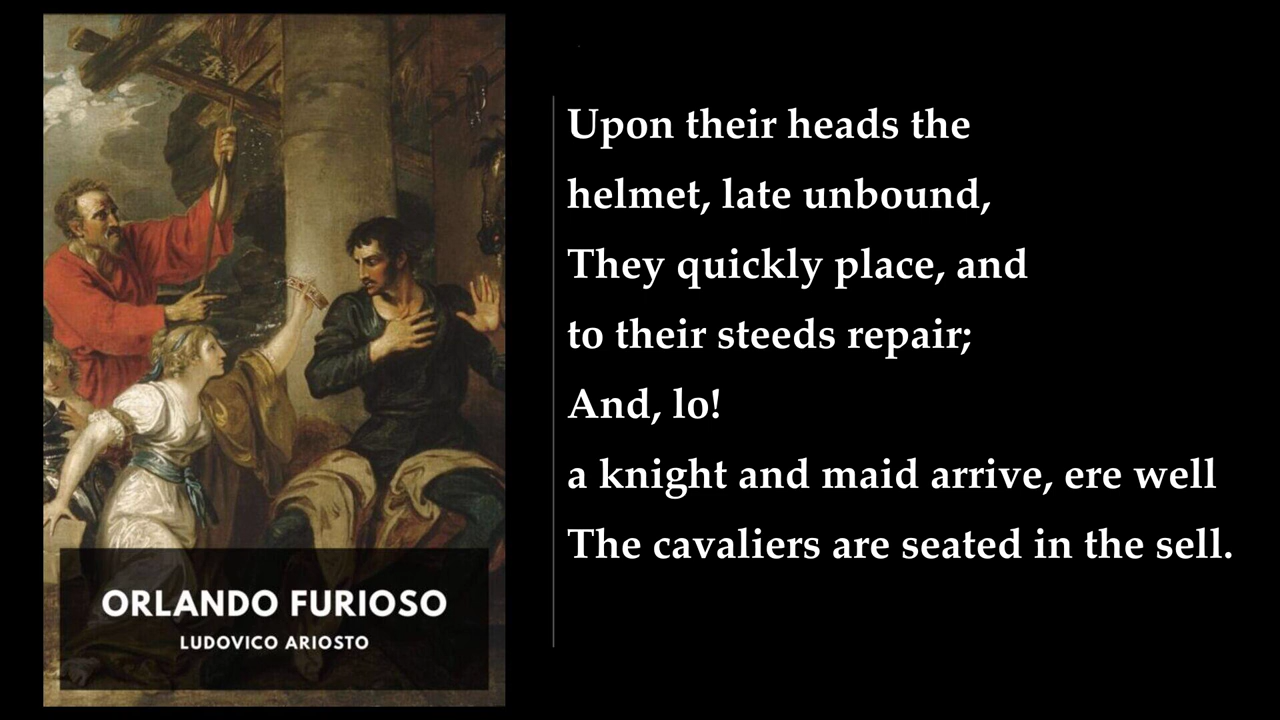 ORLANDO FURIOSO
LUDOVICO ARIOSTO
Upon their heads the
helmet, late unbound,
They quickly place, and
to their steeds repair;
And, lo!
a knight and maid arrive, ere well
The cavaliers are seated in the sell.